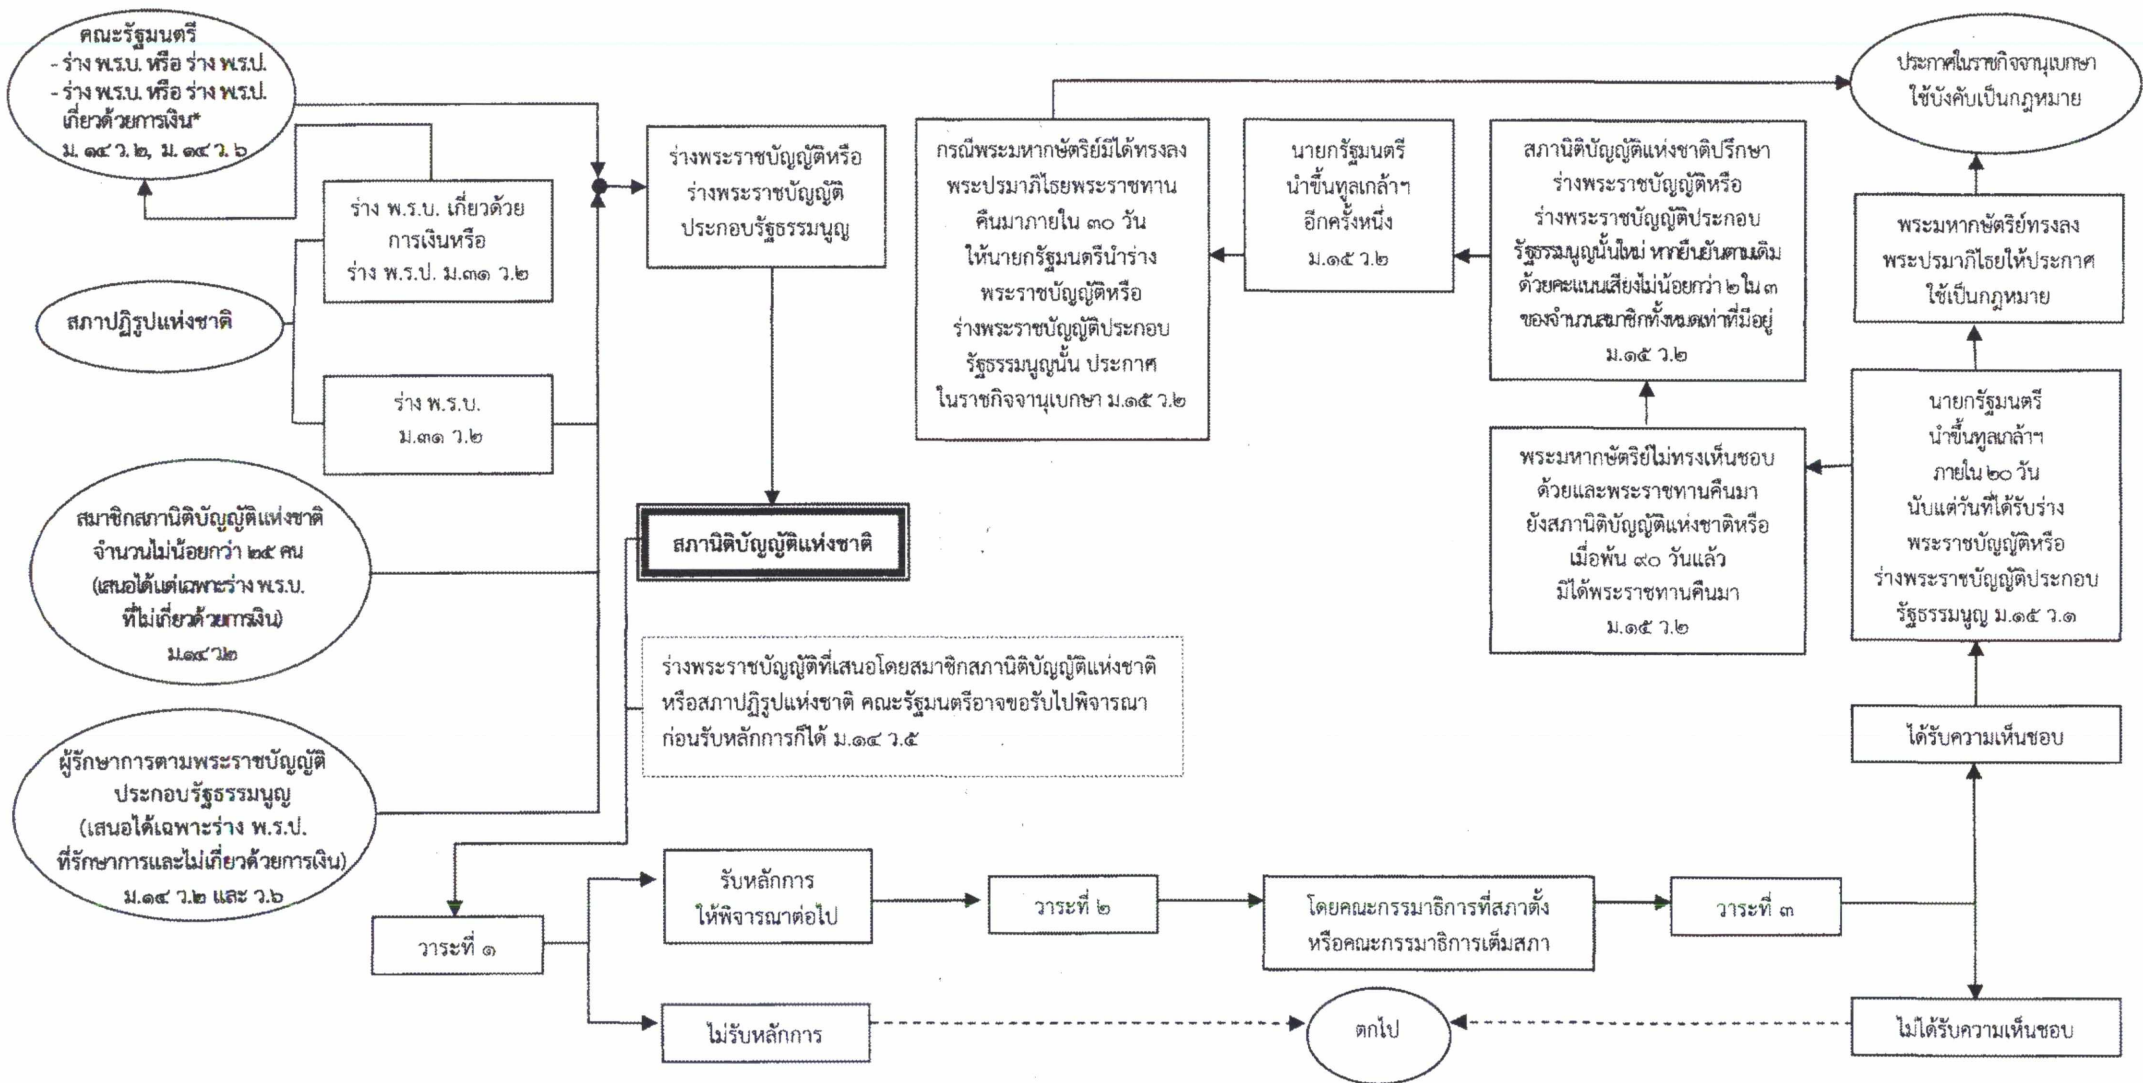 คณะรัฐมนตรี
- ร่าง พ.ร.บ. หรือ ร่าง พ.ร.ป.
- ร่าง พ.ร.บ. หรือ ร่าง พ.ร.ป.
เกี่ยวด้วยการเงิน*
ม. ๑๔ ว. ๒, ม. ๑๔ ว. ๖
ร่าง พ.ร.บ. เกี่ยวด้วย
การเงินหรือ
ร่าง พ.ร.ป. ม.๓๑ ว.๒
สภาปฏิรูปแห่งชาติ
ร่าง พ.ร.บ.
ม.๓๑ ว.๒
สมาชิกสภานิติบัญญัติแห่งชาติ
จำนวนไม่น้อยกว่า ๒๕ คน
(เสนอได้แต่เฉพาะร่าง พ.ร.บ.
ที่ไม่เกี่ยวด้วยการเงิน)
ม.๑๔ ว.๒
ผู้รักษาการตามพระราชบัญญัติ
ประกอบรัฐธรรมนูญ
(เสนอได้เฉพาะร่าง พ.ร.ป.
ที่รักษาการและไม่เกี่ยวด้วยการเงิน)
ม.๑๔ ว.๒ และ ว.๖
ร่างพระราชบัญญัติหรือ
ร่างพระราชบัญญัติ
ประกอบรัฐธรรมนูญ
สภานิติบัญญัติแห่งชาติ
ร่างพระราชบัญญัติที่เสนอโดยสมาชิกสภานิติบัญญัติแห่งชาติ
หรือสภาปฏิรูปแห่งชาติ คณะรัฐมนตรีอาจขอรับไปพิจารณา
ก่อนรับหลักการก็ได้ ม.๑๔ ว.๕
วาระที่ ๑
รับหลักการ
ให้พิจารณาต่อไป
ไม่รับหลักการ
วาระที่ ๒
โดยคณะกรรมาธิการที่สภาตั้ง
หรือคณะกรรมาธิการเต็มสภา
วาระที่ ๓
ตกไป
ไม่ได้รับความเห็นชอบ
ได้รับความเห็นชอบ
นายกรัฐมนตรี
นำขึ้นทูลเกล้าฯ
ภายใน ๒๐ วัน
นับแต่วันที่ได้รับร่าง
พระราชบัญญัติหรือ
ร่างพระราชบัญญัติประกอบ
รัฐธรรมนูญ ม.๑๕ ว.๑
พระมหากษัตริย์ทรงลง
พระปรมาภิไธยให้ประกาศ
ใช้เป็นกฎหมาย
ประกาศในราชกิจจานุเบกษา
ใช้บังคับเป็นกฎหมาย
พระมหากษัตริย์ไม่ทรงเห็นชอบ
ด้วยและพระราชทานคืนมา
ยังสภานิติบัญญัติแห่งชาติหรือ
เมื่อพ้น ๙๐ วันแล้ว
มิได้พระราชทานคืนมา
ม.๑๕ ว.๒
สภานิติบัญญัติแห่งชาติปรึกษา
ร่างพระราชบัญญัติหรือ
ร่างพระราชบัญญัติประกอบ
รัฐธรรมนูญนั้นใหม่ หากยืนยันตามเดิม
ด้วยคะแนนเสียงไม่น้อยกว่า ๒ ใน ๓
ของจำนวนสมาชิกทั้งหมดเท่าที่มีอยู่
ม.๑๕ ว.๒
นายกรัฐมนตรี
นำขึ้นทูลเกล้าฯ
อีกครั้งหนึ่ง
ม.๑๕ ว.๒
กรณีพระมหากษัตริย์มิได้ทรงลง
พระปรมาภิไธยพระราชทาน
คืนมาภายใน ๓๐ วัน
ให้นายกรัฐมนตรีนำร่าง
พระราชบัญญัติหรือ
ร่างพระราชบัญญัติประกอบ
รัฐธรรมนูญนั้น ประกาศ
ในราชกิจจานุเบกษา ม.๑๕ ว.๒